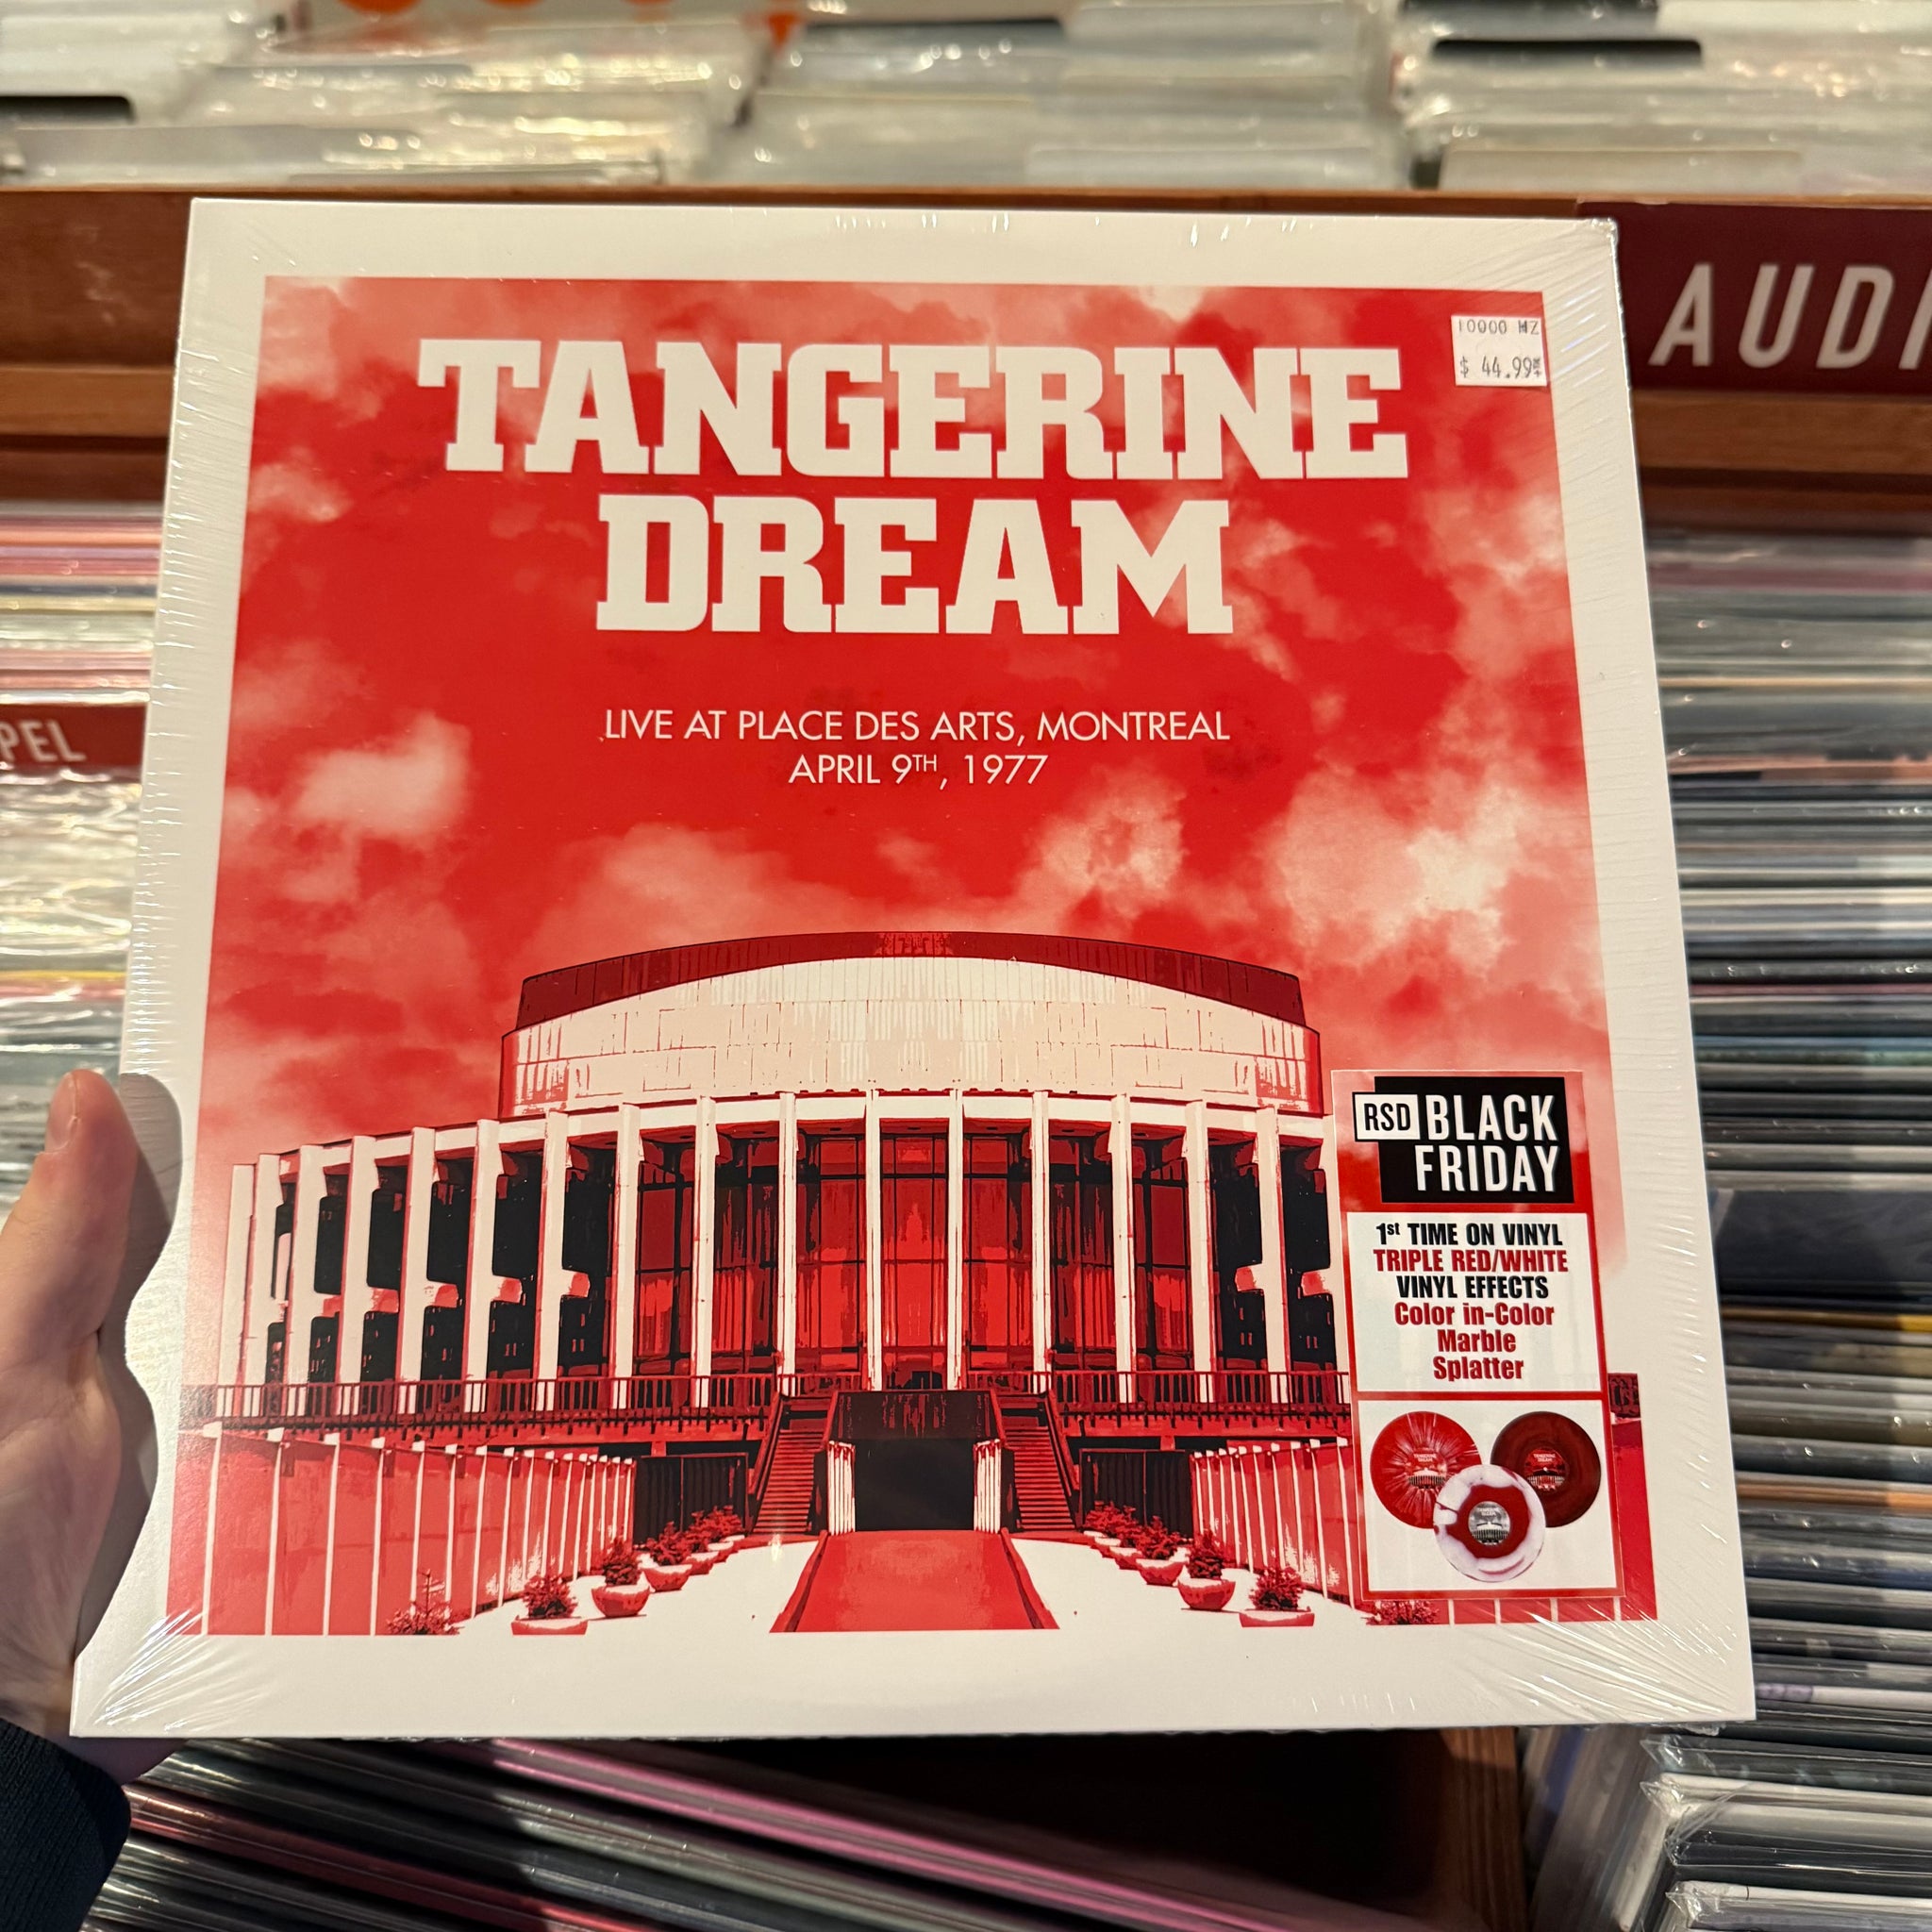 AUDI
10000 HZ
$ 44.99
TANGERINE
DREAM
LIVE AT PLACE DES ARTS, MONTREAL
APRIL 9TH, 1977
PEL
RSD BLACK
FRIDAY
1st TIME ON VINYL
TRIPLE RED/WHITE
VINYL EFFECTS
Color in-Color
Marble
Splatter